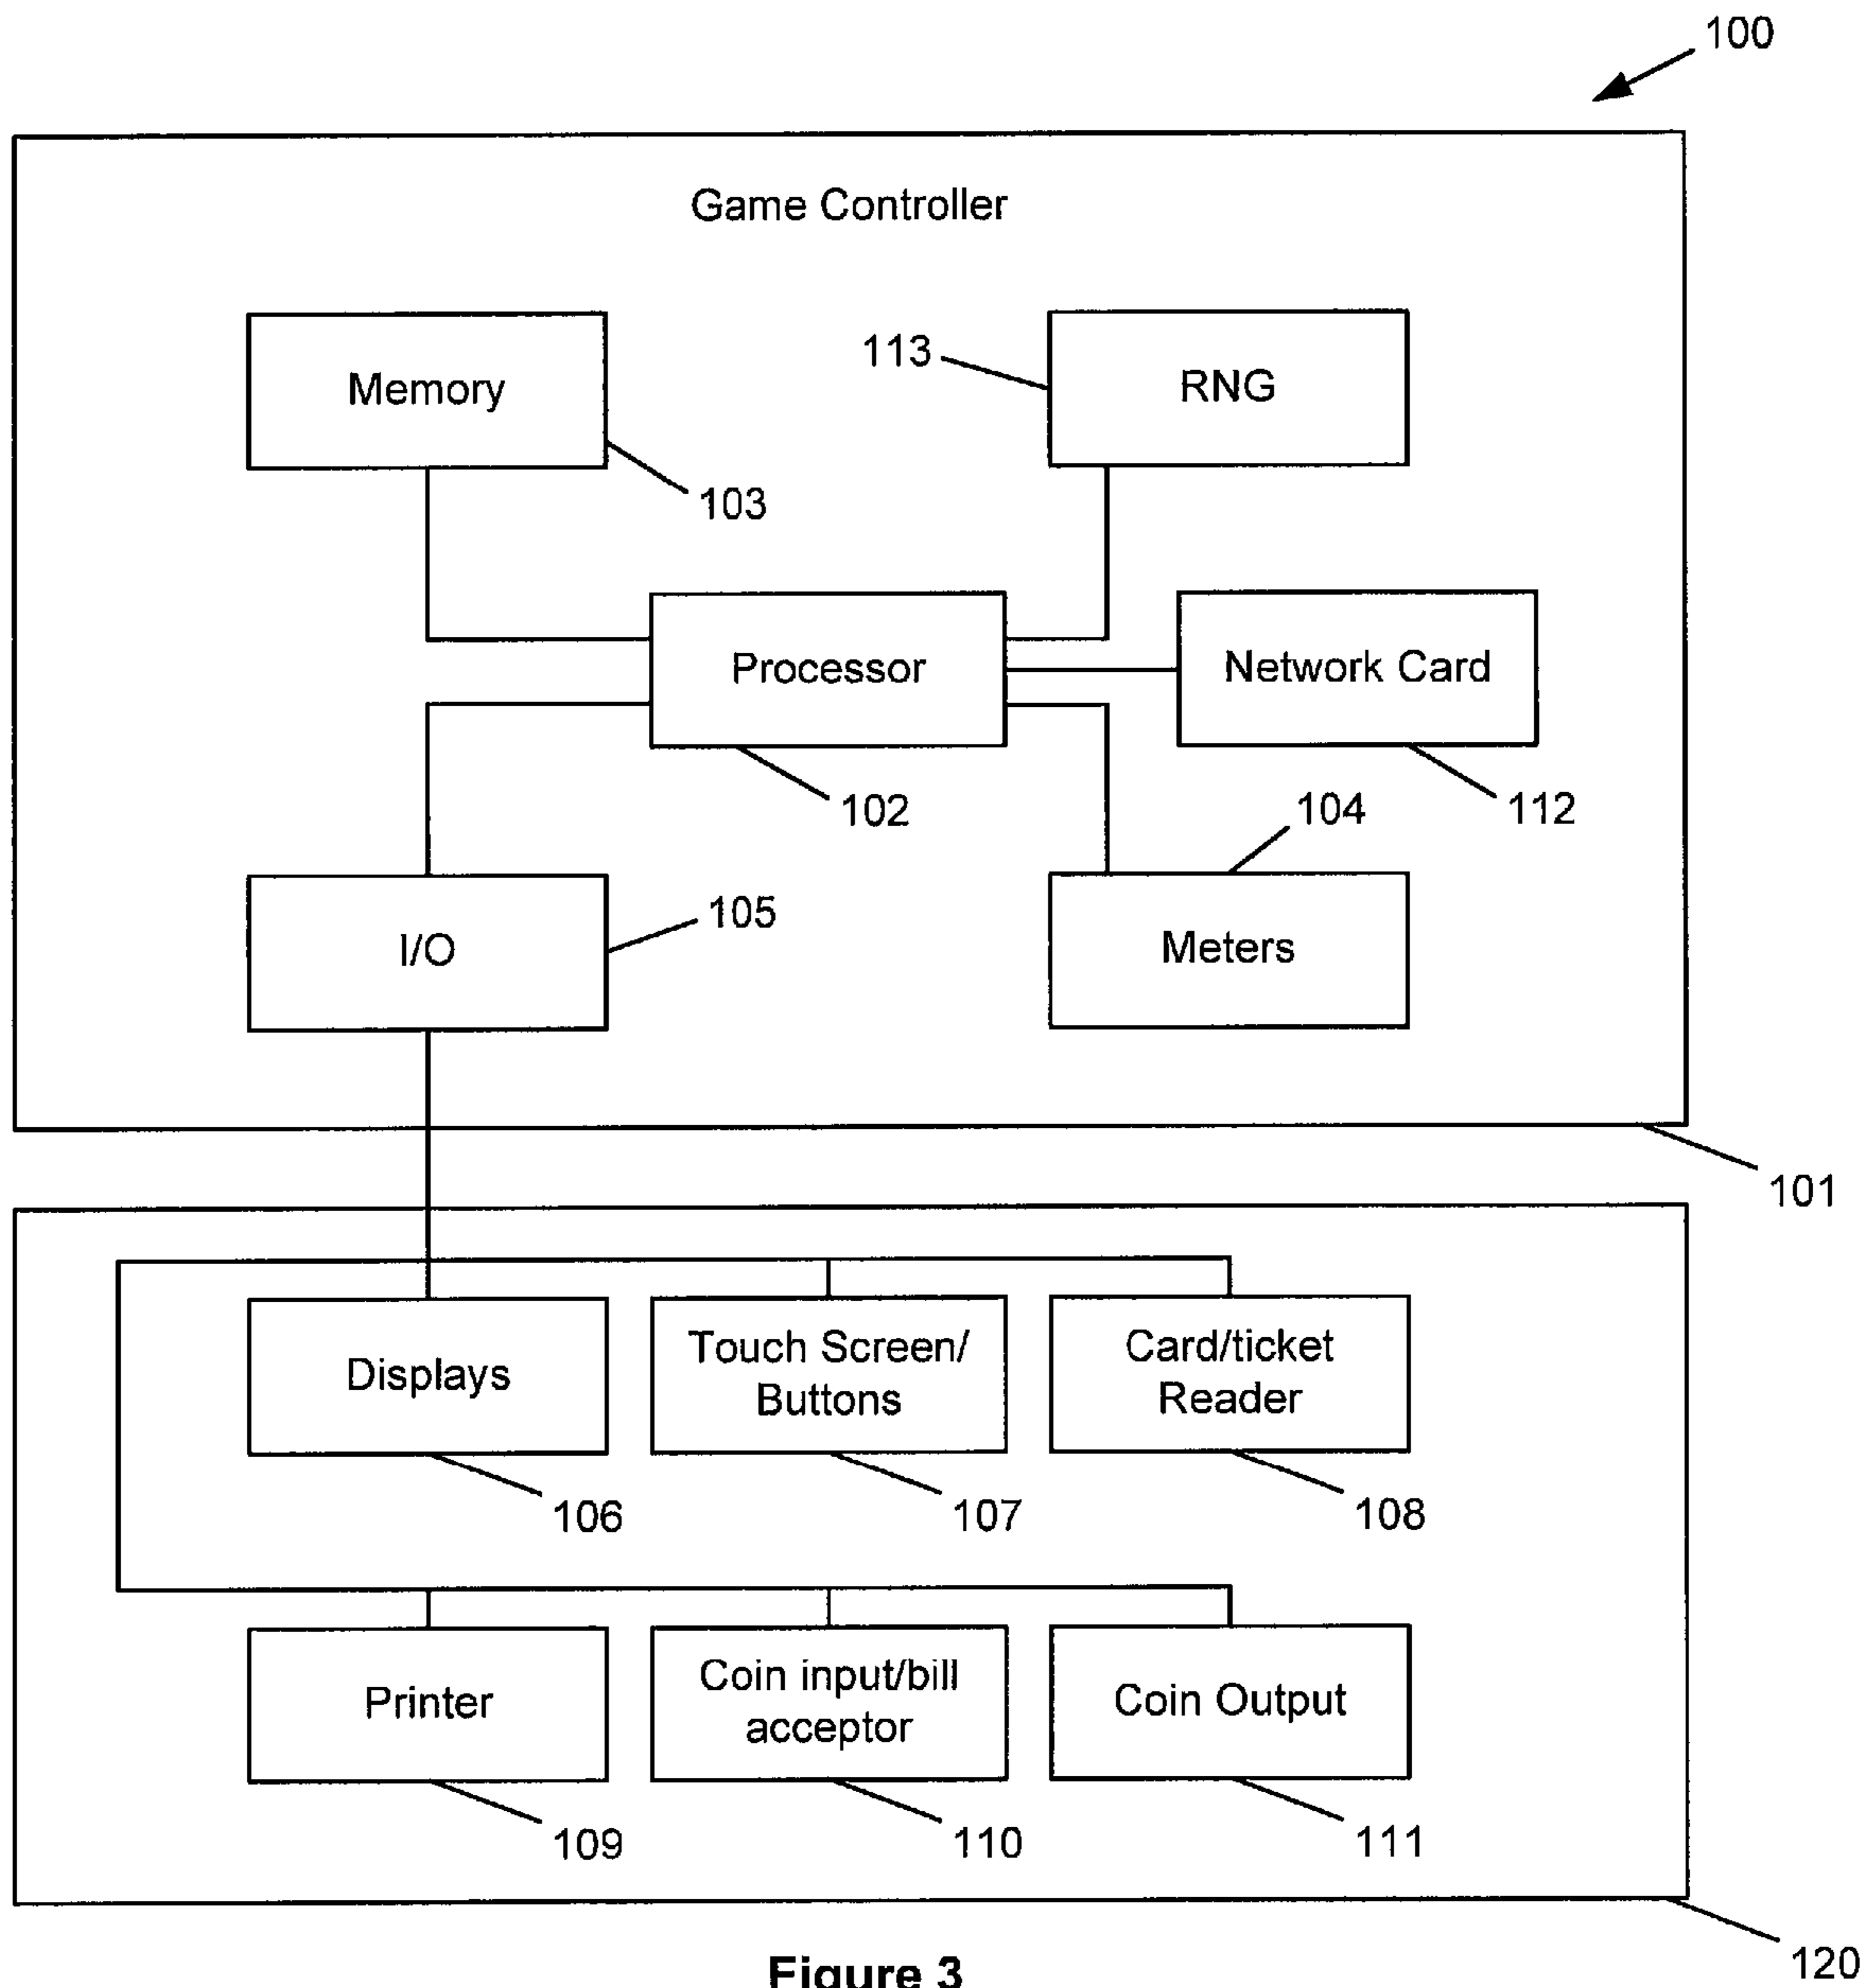 100
Game Controller
Memory
113
RNG
103
Processor
Network Card
102
104
112
I/O
105
Meters
101
Displays
Touch Screen/
Buttons
Card/ticket
Reader
106
107
108
Printer
Coin input/bill
acceptor
Coin Output
109
110
111
120
Figure 3